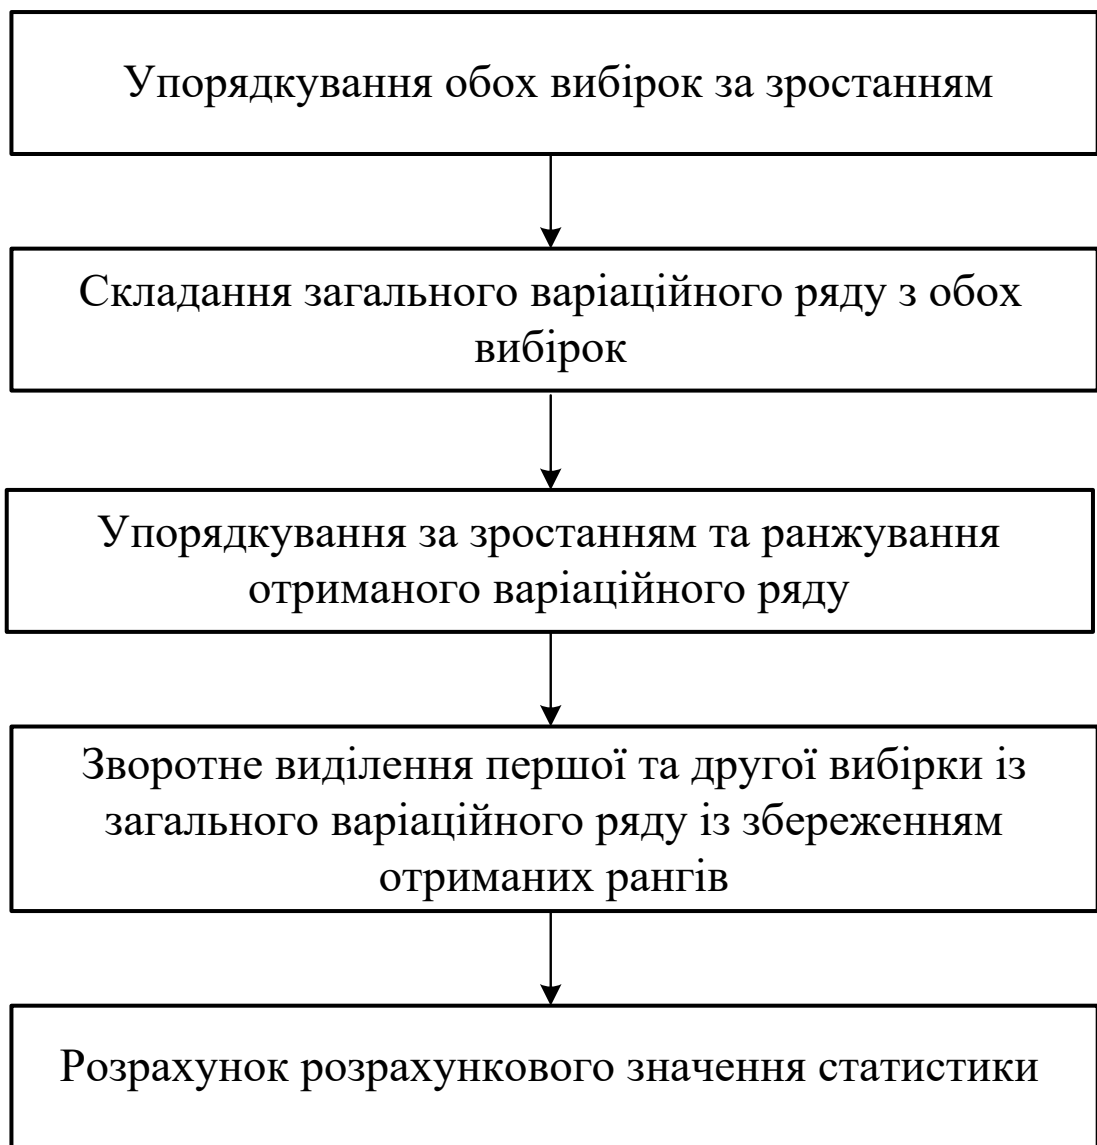 Упорядкування обох вибірок за зростанням
Складання загального варіаційного ряду з обох
вибірок
Упорядкування за зростанням та ранжування
отриманого варіаційного ряду
Зворотне виділення першої та другої вибірки із
загального варіаційного ряду із збереженням
отриманих рангів
Розрахунок розрахункового значення статистики